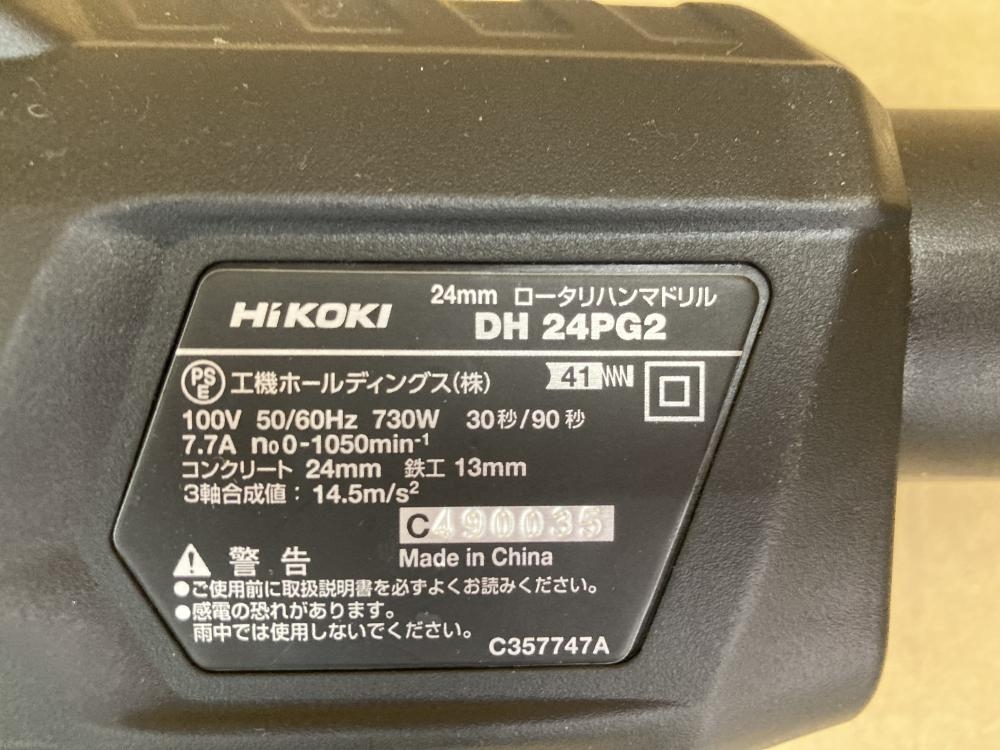 24mm ロータリハンマドリル
HiKOKI DH 24PG2
PSE 工機ホールディングス(株) 41
100V 50/60Hz 730W 30秒/90秒
7.7A n₀0-1050min⁻¹
コンクリート 24mm 鉄工 13mm
3軸合成値：14.5m/s²
C490035
Made in China
⚠ 警告
●ご使用前に取扱説明書を必ずよくお読みください。
●感電の恐れがあります。
雨中では使用しないでください。
C357747A